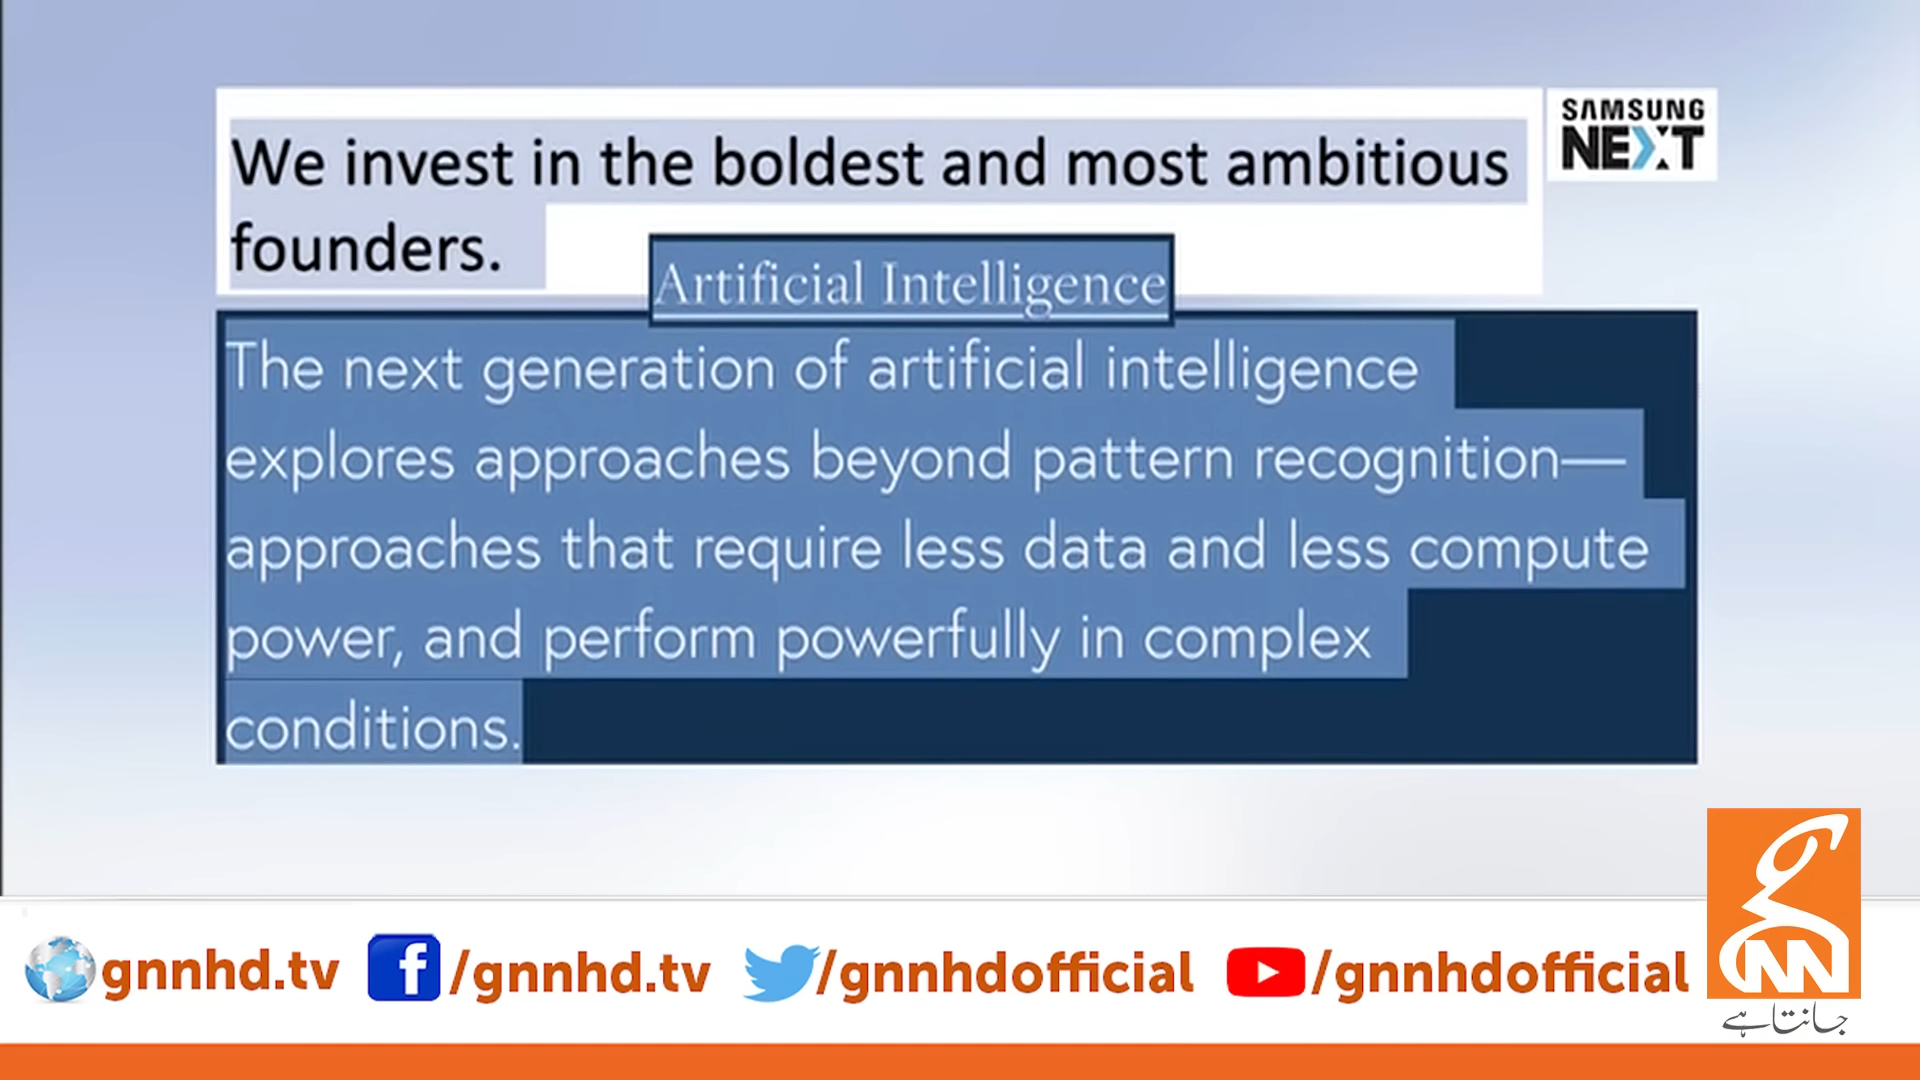 We invest in the boldest and most ambitious
founders.
SAMSUNG
NEXT
Artificial Intelligence
The next generation of artificial intelligence
explores approaches beyond pattern recognition—
approaches that require less data and less compute
power, and perform powerfully in complex
conditions.
gnnhd.tv
/gnnhd.tv
/gnnhdofficial
/gnnhdofficial
GNN
جانتا ہے